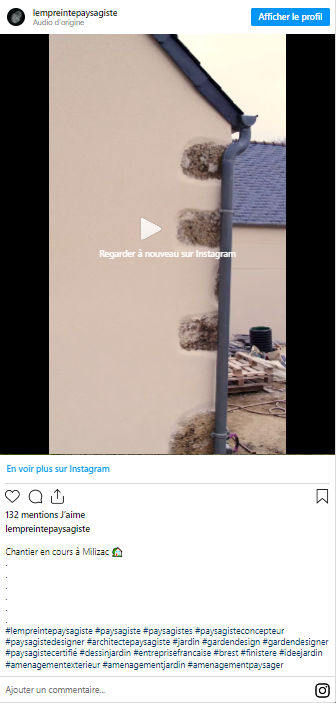 lempreintepaysagiste
Audio d'origine
Afficher le profil
Regarder à nouveau sur Instagram
En voir plus sur Instagram
132 mentions J'aime
lempreintepaysagiste
Chantier en cours à Milizac 🏡
.
.
.
.
.
#lempreintepaysagiste #paysagiste #paysagistes #paysagisteconcepteur
#paysagistedesigner #architectepaysagiste #jardin #gardendesign #gardendesigner
#paysagistecertifié #dessinjardin #entreprisefrancaise #brest #finistere #ideejardin
#amenagementexterieur #amenagementjardin #amenagementpaysager
Ajouter un commentaire...